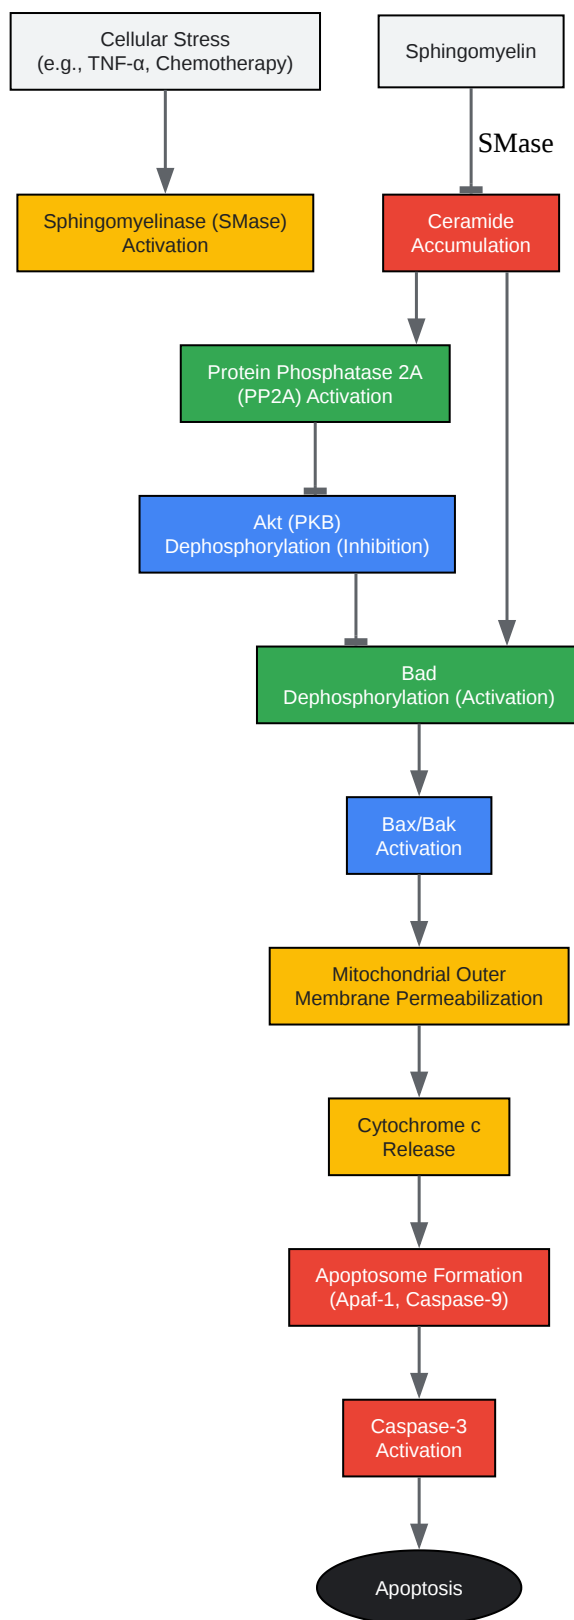 Cellular Stress
(e.g., TNF-α, Chemotherapy)
Sphingomyelin
SMase
Sphingomyelinase (SMase)
Activation
Ceramide
Accumulation
Protein Phosphatase 2A
(PP2A) Activation
Akt (PKB)
Dephosphorylation (Inhibition)
Bad
Dephosphorylation (Activation)
Bax/Bak
Activation
Mitochondrial Outer
Membrane Permeabilization
Cytochrome c
Release
Apoptosome Formation
(Apaf-1, Caspase-9)
Caspase-3
Activation
Apoptosis